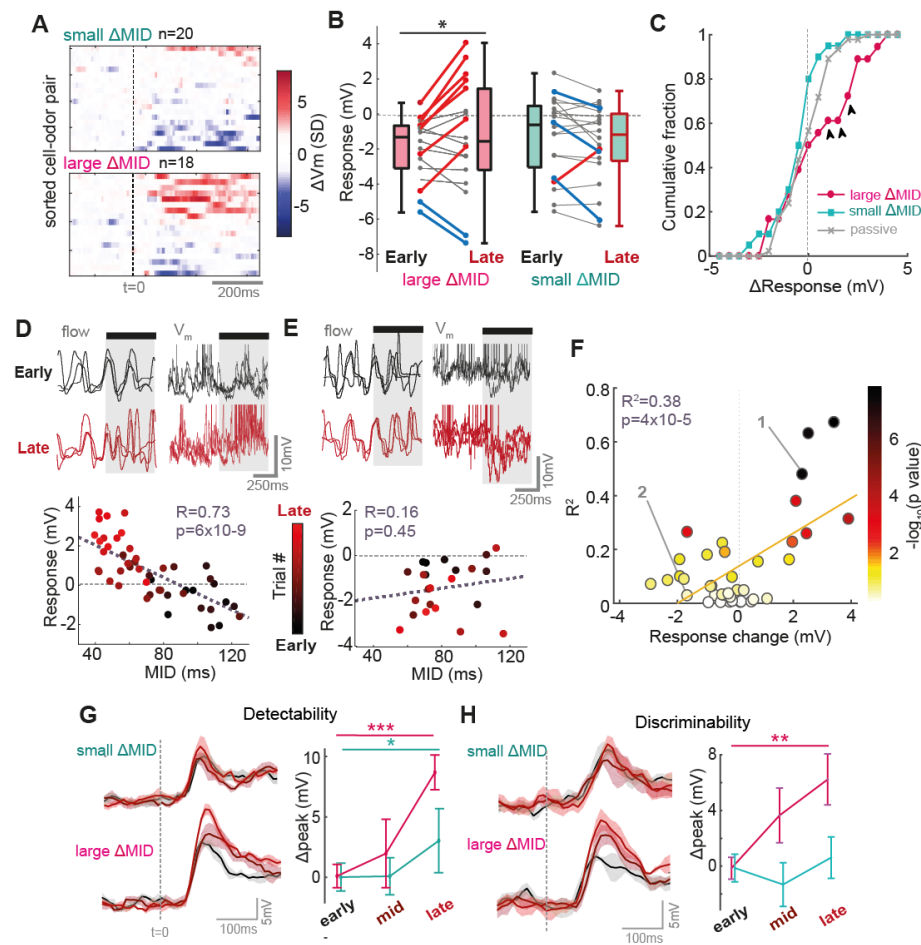 A
small ΔMID n=20
large ΔMID n=18
sorted cell-odor pair
t=0
200ms
5
0
-5
ΔVm (SD)
B
*
4
2
0
-2
-4
-6
-8
Response (mV)
Early Late Early Late
large ΔMID small ΔMID
C
1
0.8
0.6
0.4
0.2
0
Cumulative fraction
large ΔMID
small ΔMID
passive
-5 0 5
ΔResponse (mV)
D
flow Vm
Early
Late
10mV
250ms
R=0.73
p=6x10-9
4
2
0
-2
Response (mV)
40 80 120
MID (ms)
Late
Trial #
Early
E
flow Vm
10mV
250ms
R=0.16
p=0.45
2
0
-2
-4
Response (mV)
40 80 120
MID (ms)
F
R²=0.38
p=4x10-5
1
2
0.8
0.6
0.4
0.2
0
R²
-4 -2 0 2 4
Response change (mV)
6
4
2
-log₁₀(p value)
G
Detectability
small ΔMID
large ΔMID
t=0
100ms
5mV
***
*
10
5
0
Δpeak (mV)
early mid late
H
Discriminability
small ΔMID
large ΔMID
100ms
5mV
**
8
4
0
Δpeak (mV)
early mid late